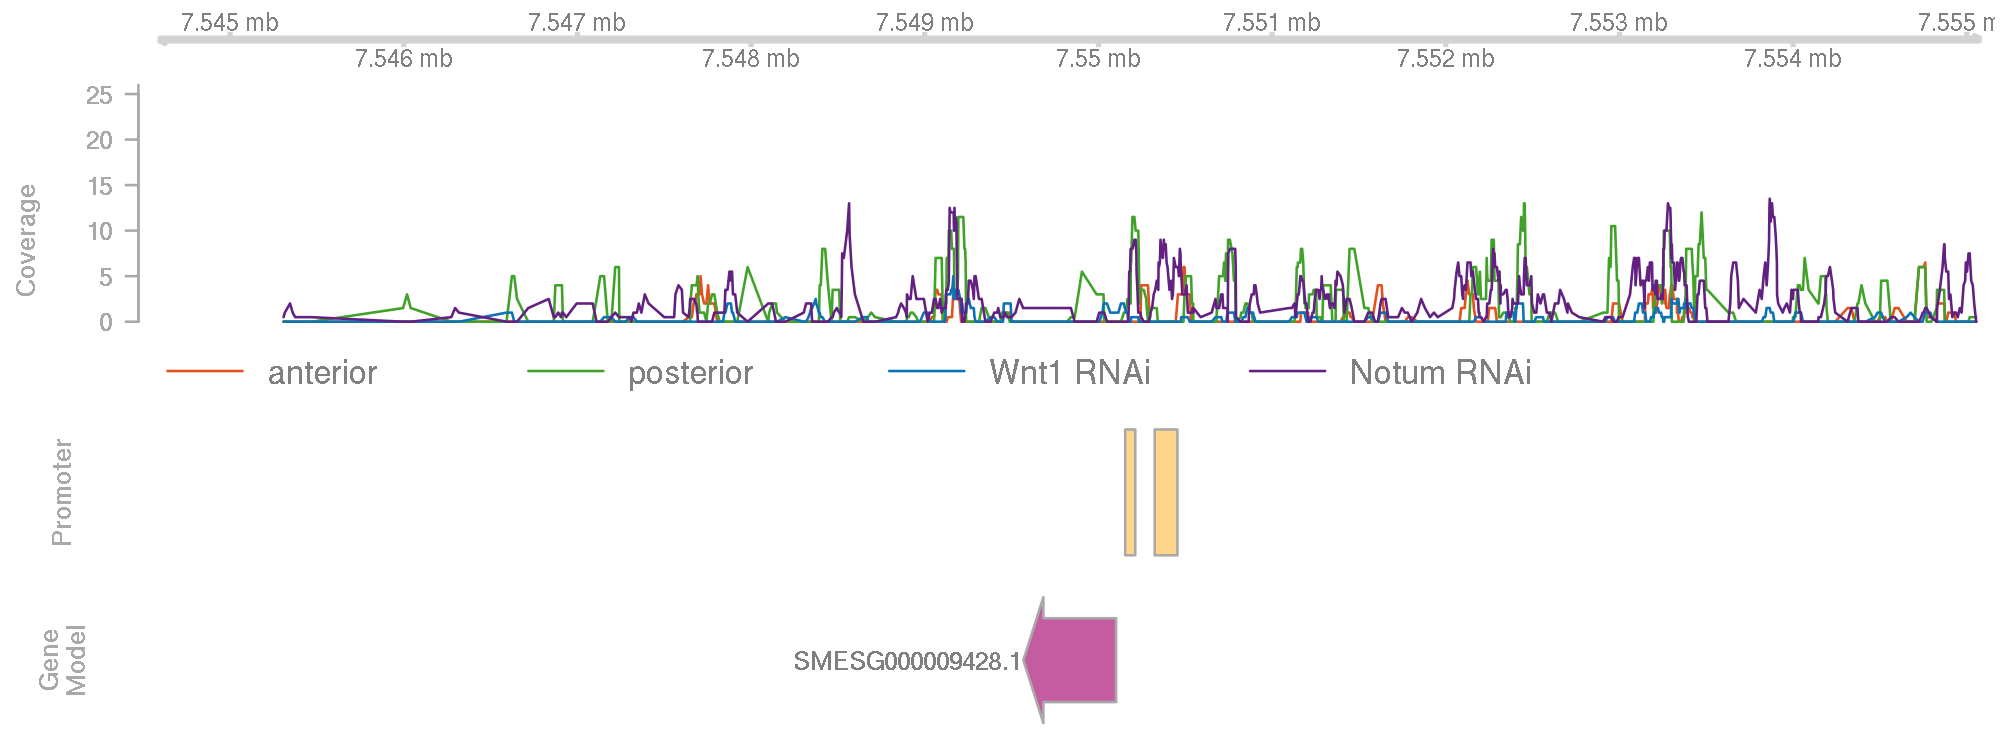 7.545 mb 7.547 mb 7.549 mb 7.551 mb 7.553 mb 7.555 m
7.546 mb 7.548 mb 7.55 mb 7.552 mb 7.554 mb
25
20
15
10
5
0
Coverage
anterior posterior Wnt1 RNAi Notum RNAi
Promoter
Gene
Model
SMESG000009428.1